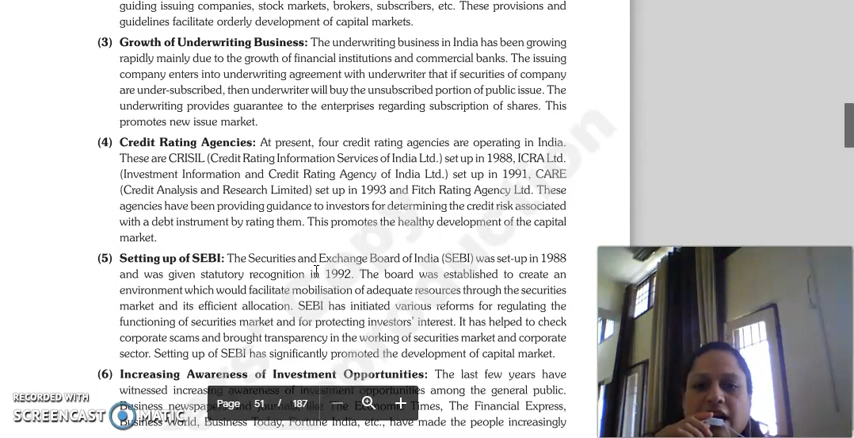 guiding issuing companies, stock markets, brokers, subscribers, etc. These provisions and
guidelines facilitate orderly development of capital markets.
(3) Growth of Underwriting Business: The underwriting business in India has been growing
rapidly mainly due to the growth of financial institutions and commercial banks. The issuing
company enters into underwriting agreement with underwriter that if securities of company
are under-subscribed, then underwriter will buy the unsubscribed portion of public issue. The
underwriting provides guarantee to the enterprises regarding subscription of shares. This
promotes new issue market.
(4) Credit Rating Agencies: At present, four credit rating agencies are operating in India.
These are CRISIL (Credit Rating Information Services of India Ltd.) set up in 1988, ICRA Ltd.
(Investment Information and Credit Rating Agency of India Ltd.) set up in 1991, CARE
(Credit Analysis and Research Limited) set up in 1993 and Fitch Rating Agency Ltd. These
agencies have been providing guidance to investors for determining the credit risk associated
with a debt instrument by rating them. This promotes the healthy development of the capital
market.
(5) Setting up of SEBI: The Securities and Exchange Board of India (SEBI) was set-up in 1988
and was given statutory recognition in 1992. The board was established to create an
environment which would facilitate mobilisation of adequate resources through the securities
market and its efficient allocation. SEBI has initiated various reforms for regulating the
functioning of securities market and for protecting investors' interest. It has helped to check
corporate scams and brought transparency in the working of securities market and corporate
sector. Setting up of SEBI has significantly promoted the development of capital market.
(6) Increasing Awareness of Investment Opportunities: The last few years have
witnessed increasing awareness of investment opportunities among the general public.
Business newspapers Times, The Financial Express,
Business World, Business Today, Fortune India, etc., have made the people increasingly
Page 51 / 187
RECORDED WITH
SCREENCAST MATIC